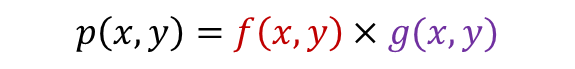 p(x, y) = f(x, y) × g(x, y)